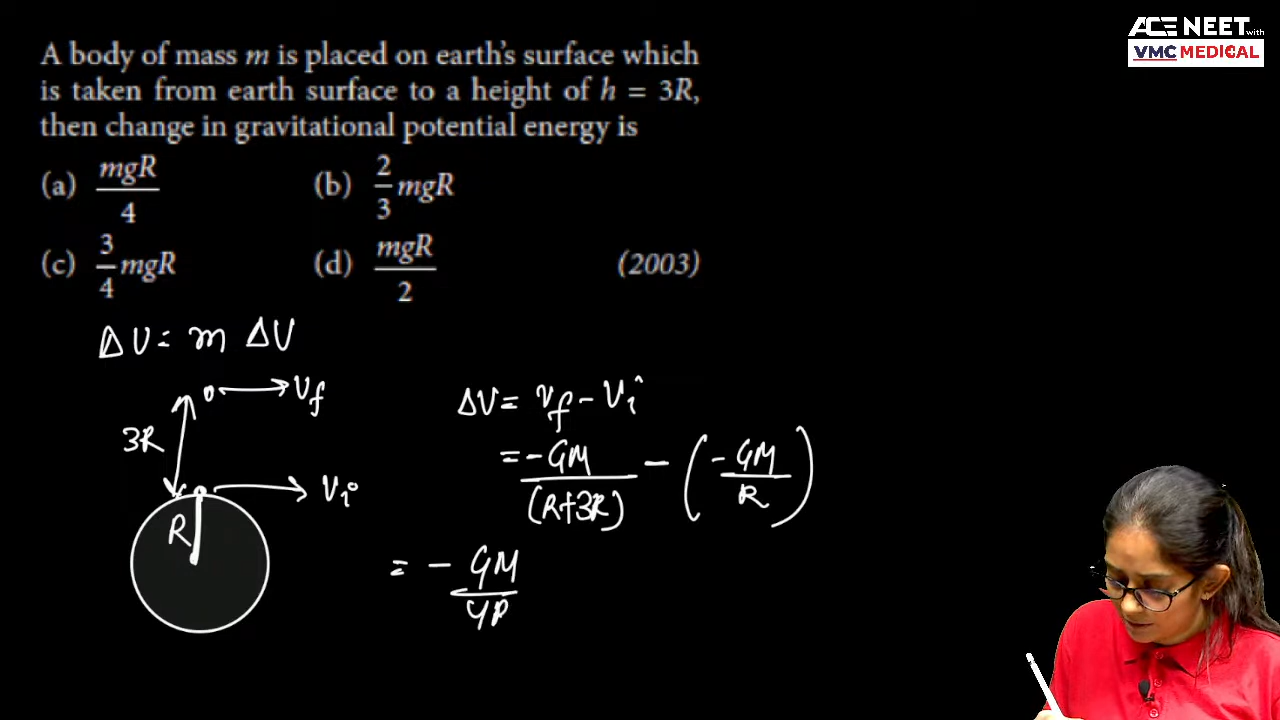 ACE NEET with
VMC MEDICAL
A body of mass m is placed on earth's surface which
is taken from earth surface to a height of h = 3R,
then change in gravitational potential energy is
(a) mgR/4 (b) 2/3 mgR
(c) 3/4 mgR (d) mgR/2 (2003)
ΔU = m ΔV
Vf
3R
Vi
R
ΔV = Vf - Vi
= -GM/(R+3R) - (-GM/R)
= - GM/4R